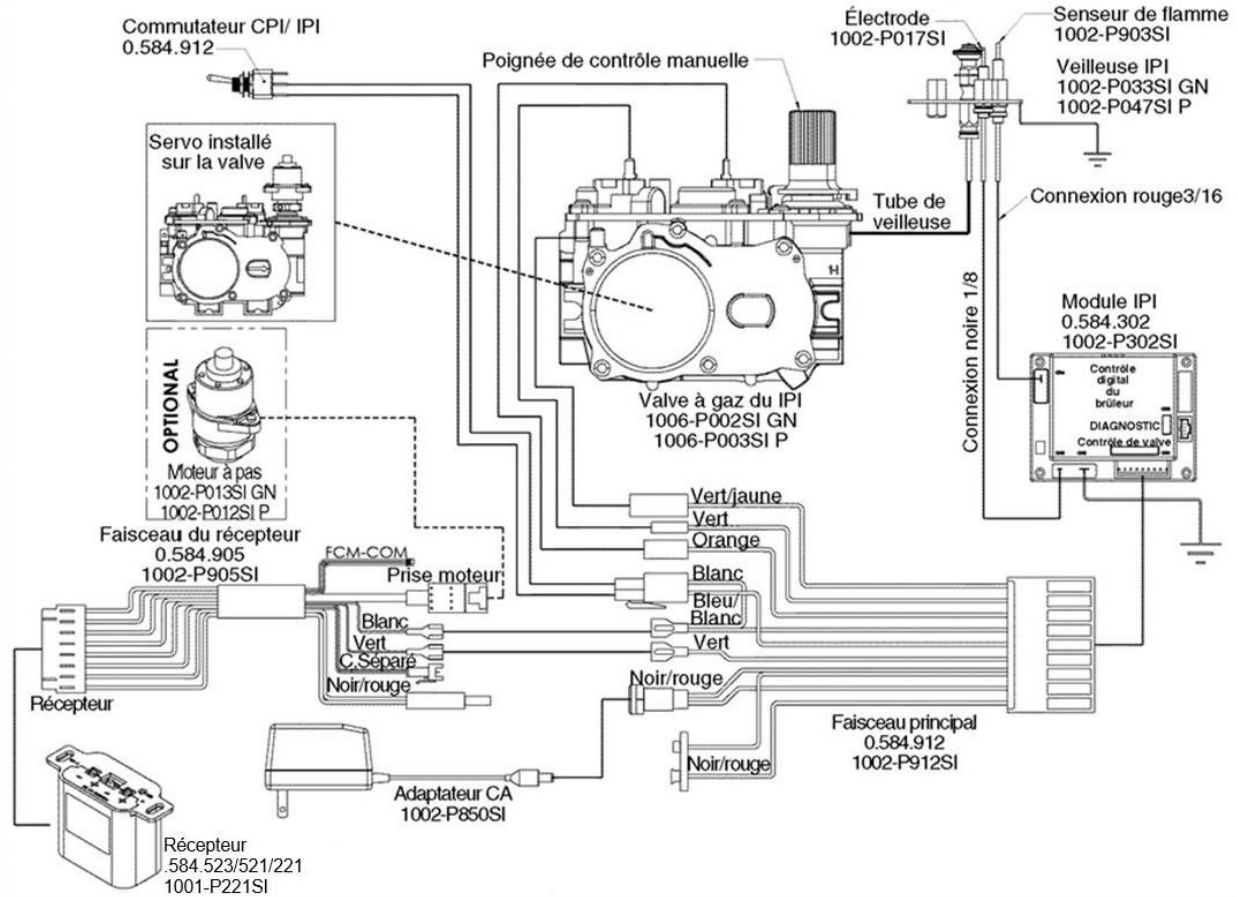 Commutateur CPI/ IPI
0.584.912
Électrode
1002-P017SI
Senseur de flamme
1002-P903SI
Veilleuse IPI
1002-P033SI GN
1002-P047SI P
Poignée de contrôle manuelle
Servo installé
sur la valve
Tube de
veilleuse
Connexion rouge3/16
Connexion noire 1/8
Module IPI
0.584.302
1002-P302SI
Contrôle
digital
du
brûleur
DIAGNOSTIC
Contrôle de valve
Valve à gaz du IPI
1006-P002SI GN
1006-P003SI P
OPTIONAL
Moteur à pas
1002-P013SI GN
1002-P012SI P
Faisceau du récepteur
0.584.905
1002-P905SI
FCM-COM
Prise moteur
Blanc
Vert
C.Séparé
Noir/rouge
Récepteur
Vert/jaune
Vert
Orange
Blanc
Bleu/
Blanc
Vert
Noir/rouge
Noir/rouge
Faisceau principal
0.584.912
1002-P912SI
Adaptateur CA
1002-P850SI
Récepteur
.584.523/521/221
1001-P221SI